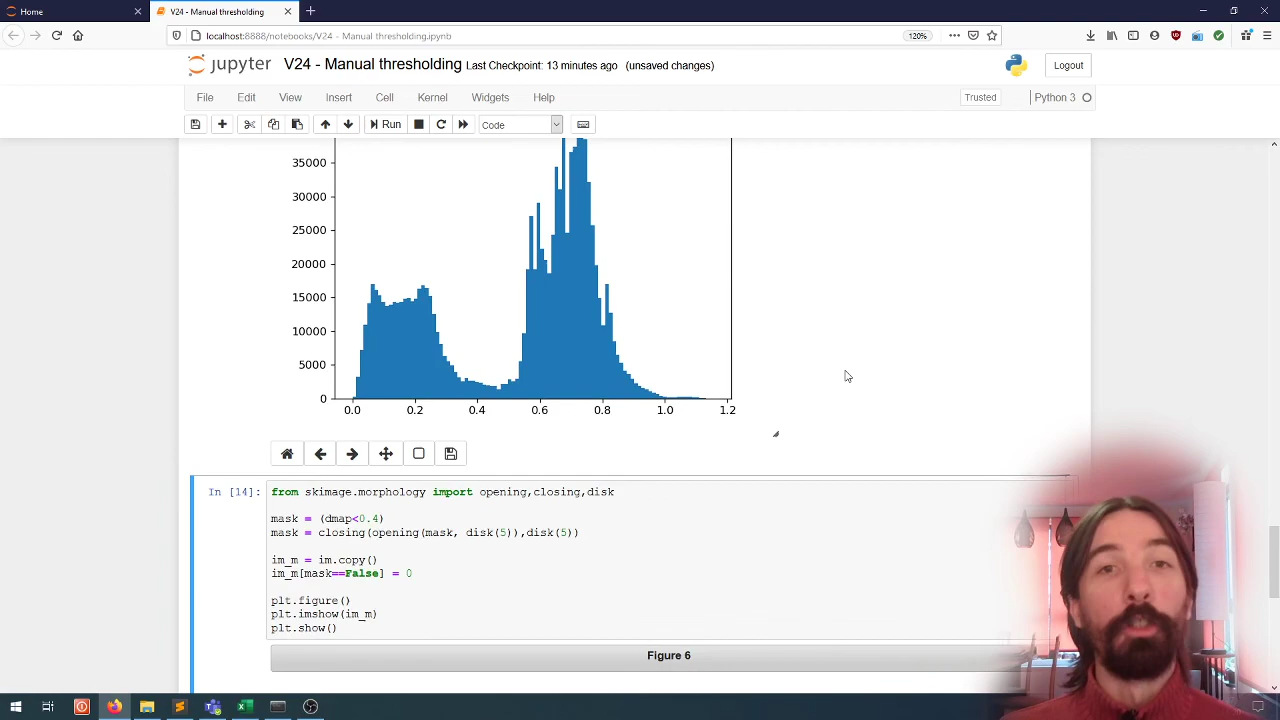 Home
V24 - Manual thresholding
localhost:8888/notebooks/V24 - Manual thresholding.ipynb
120%
jupyter V24 - Manual thresholding Last Checkpoint: 13 minutes ago (unsaved changes)
Logout
File Edit View Insert Cell Kernel Widgets Help
Trusted
Python 3
Run
Code
35000
30000
25000
20000
15000
10000
5000
0
0.0 0.2 0.4 0.6 0.8 1.0 1.2
In [14]:
from skimage.morphology import opening,closing,disk
mask = (dmap<0.4)
mask = closing(opening(mask, disk(5)),disk(5))
im_m = im.copy()
im_m[mask==False] = 0
plt.figure()
plt.imshow(im_m)
plt.show()
Figure 6